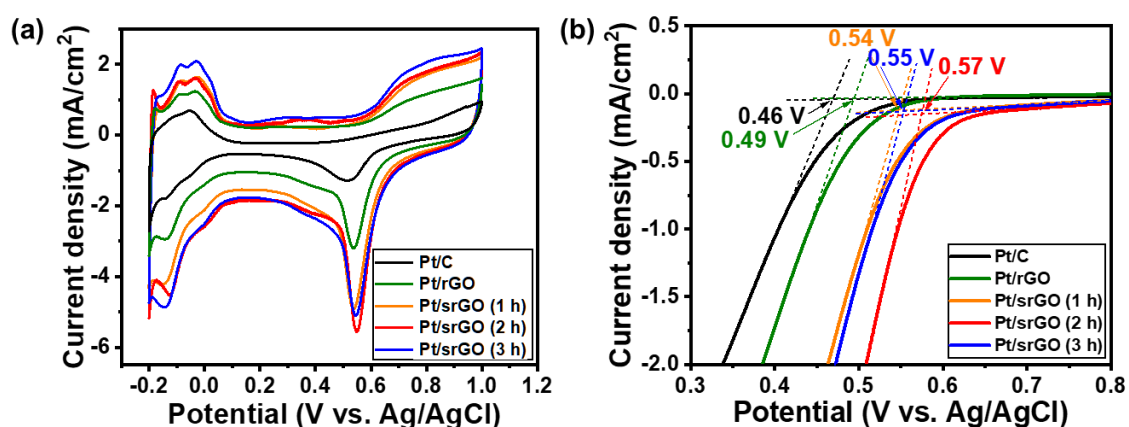 (a)
Current density (mA/cm²)
2
0
-2
-4
-6
-0.2 0.0 0.2 0.4 0.6 0.8 1.0 1.2
Potential (V vs. Ag/AgCl)
Pt/C
Pt/rGO
Pt/srGO (1 h)
Pt/srGO (2 h)
Pt/srGO (3 h)
(b)
Current density (mA/cm²)
0.5
0.0
-0.5
-1.0
-1.5
-2.0
0.3 0.4 0.5 0.6 0.7 0.8
Potential (V vs. Ag/AgCl)
0.54 V
0.55 V
0.57 V
0.46 V
0.49 V
Pt/C
Pt/rGO
Pt/srGO (1 h)
Pt/srGO (2 h)
Pt/srGO (3 h)